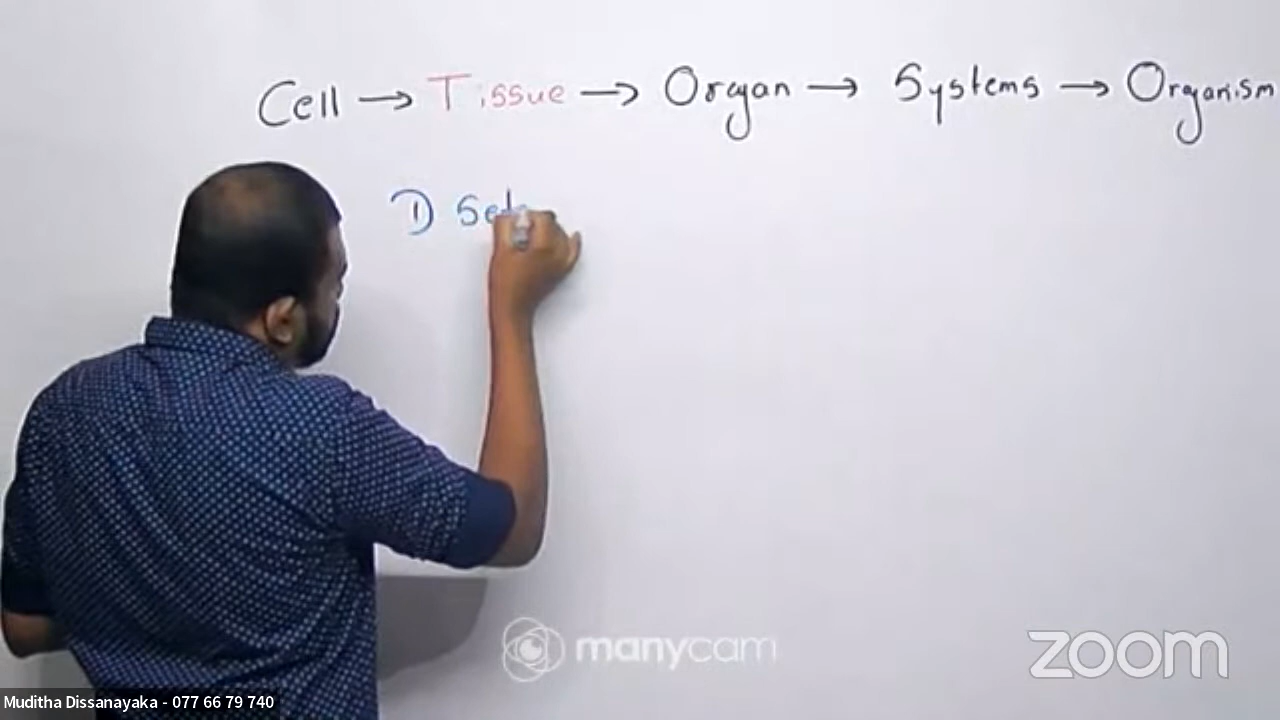 Cell → Tissue → Organ → Systems → Organism
1)
manycam
zoom
Muditha Dissanayaka - 077 66 79 740